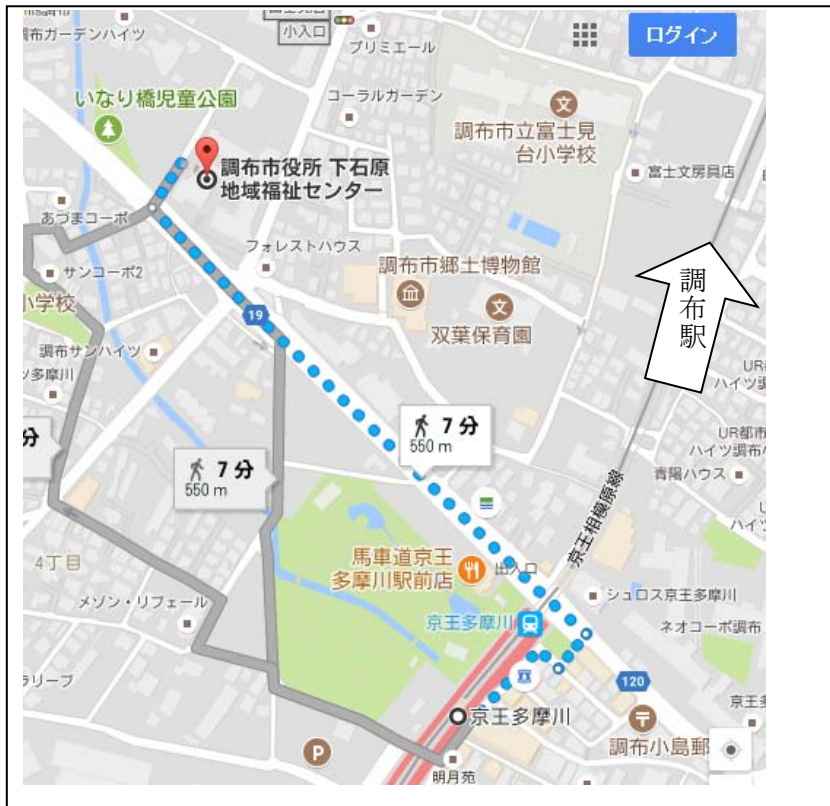 調布ガーデンハイツ
小入口
プリミエール
ログイン
いなり橋児童公園
コーラルガーデン
調布市立富士見
台小学校
調布市役所 下石原
地域福祉センター
富士文房具店
あづまコーポ
フォレストハウス
サンコーポ2
調布市郷土博物館
調布駅
小学校
19
双葉保育園
調布サンハイツ
ツ多摩川
7 分
550 m
7 分
550 m
分
UR都市
ハイツ調布
青陽ハウス
京王相模原線
4丁目
馬車道京王
多摩川駅前店
出入口
メゾン・リブェール
シュロス京王多摩川
京王多摩川
ネオコーポ調布
ラリーブ
120
京王多摩川
P
調布小島郵
明月苑